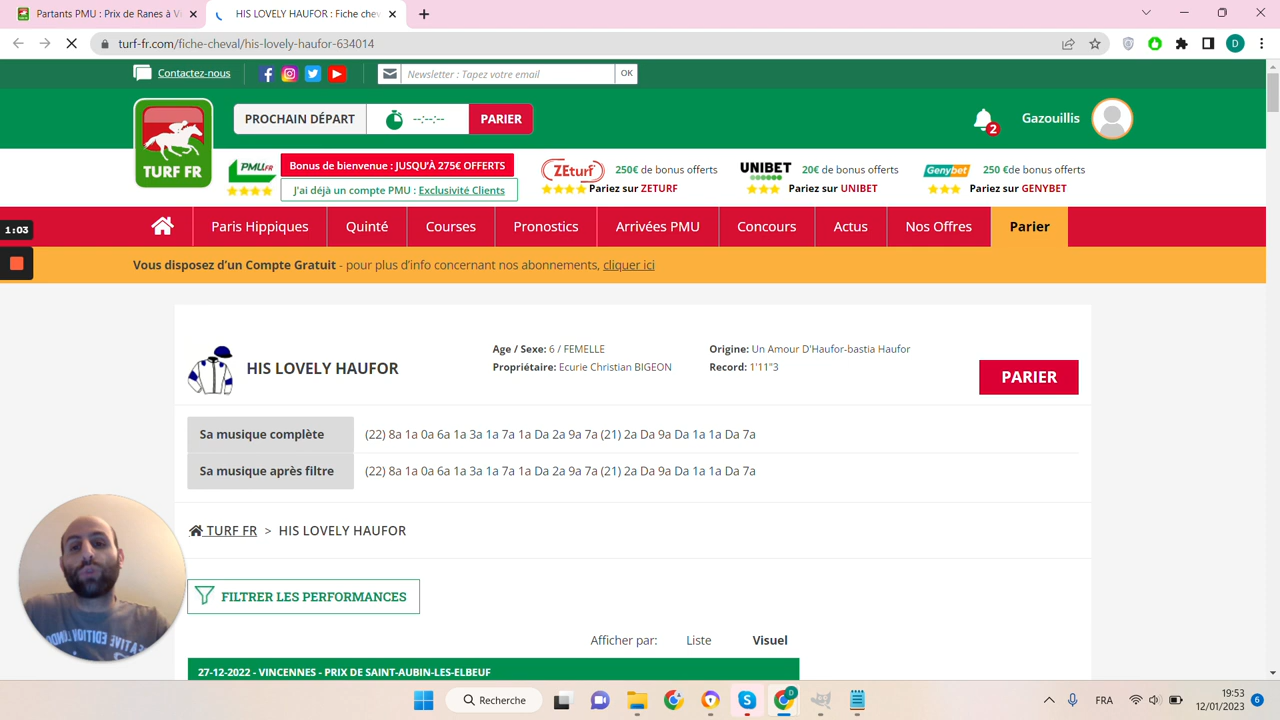 Partants PMU : Prix de Ranes à Vi
HIS LOVELY HAUFOR : Fiche chev
turf-fr.com/fiche-cheval/his-lovely-haufor-634014
D
Contactez-nous
Newsletter : Tapez votre email
OK
TURF FR
PROCHAIN DÉPART
--:--:--
PARIER
2
Gazouillis
PMU.FR
Bonus de bienvenue : JUSQU'À 275€ OFFERTS
J'ai déjà un compte PMU : Exclusivité Clients
ZEturf
250€ de bonus offerts
Pariez sur ZETURF
UNIBET
20€ de bonus offerts
Pariez sur UNIBET
Genybet
250 €de bonus offerts
Pariez sur GENYBET
1:03
Paris Hippiques
Quinté
Courses
Pronostics
Arrivées PMU
Concours
Actus
Nos Offres
Parier
Vous disposez d'un Compte Gratuit - pour plus d'info concernant nos abonnements, cliquer ici
HIS LOVELY HAUFOR
Age / Sexe: 6 / FEMELLE
Propriétaire: Ecurie Christian BIGEON
Origine: Un Amour D'Haufor-bastia Haufor
Record: 1'11"3
PARIER
Sa musique complète
(22) 8a 1a 0a 6a 1a 3a 1a 7a 1a Da 2a 9a 7a (21) 2a Da 9a Da 1a 1a Da 7a
Sa musique après filtre
(22) 8a 1a 0a 6a 1a 3a 1a 7a 1a Da 2a 9a 7a (21) 2a Da 9a Da 1a 1a Da 7a
TURF FR > HIS LOVELY HAUFOR
FILTRER LES PERFORMANCES
Afficher par:
Liste
Visuel
27-12-2022 - VINCENNES - PRIX DE SAINT-AUBIN-LES-ELBEUF
Recherche
D
FRA
19:53
12/01/2023
6